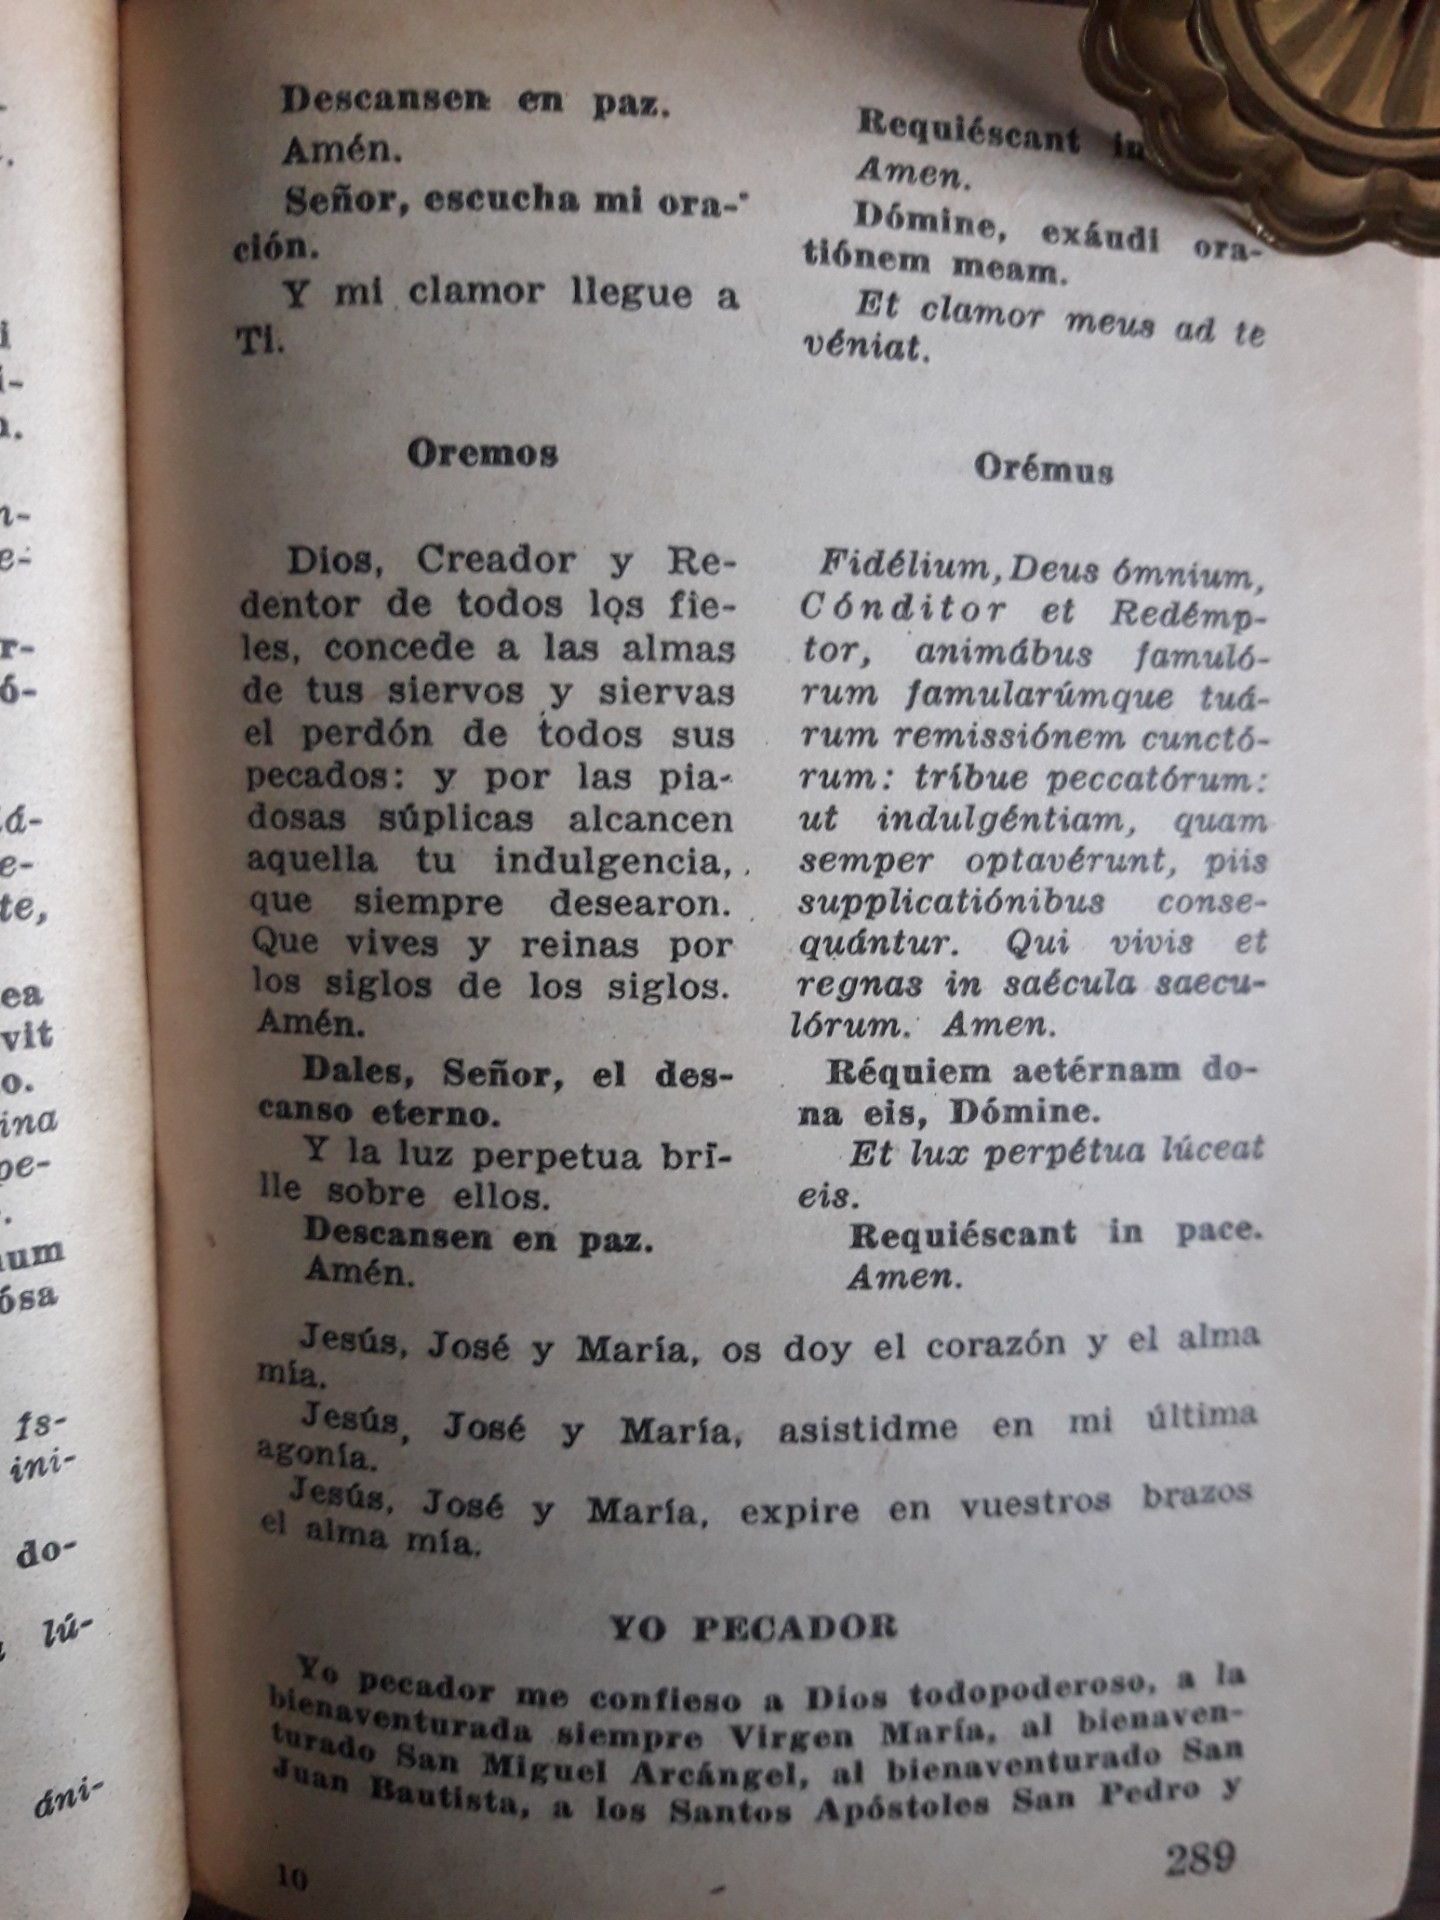 Descansen en paz.
Amén.
Señor, escucha mi ora-
ción.
Y mi clamor llegue a
Ti.
Oremos
Dios, Creador y Re-
dentor de todos los fie-
les, concede a las almas
de tus siervos y siervas
el perdón de todos sus
pecados: y por las pia-
dosas súplicas alcancen
aquella tu indulgencia,
que siempre desearon.
Que vives y reinas por
los siglos de los siglos.
Amén.
Dales, Señor, el des-
canso eterno.
Y la luz perpetua bri-
lle sobre ellos.
Descansen en paz.
Amén.
Requiéscant in
Amen.
Dómine, exáudi ora-
tiónem meam.
Et clamor meus ad te
véniat.
Orémus
Fidélium, Deus ómnium,
Cónditor et Redémp-
tor, animábus famuló-
rum famularúmque tuá-
rum remissiónem cunctó-
rum: tríbue peccatórum:
ut indulgéntiam, quam
semper optavérunt, piis
supplicatiónibus conse-
quántur. Qui vivis et
regnas in saécula saecu-
lórum. Amen.
Réquiem aetérnam do-
na eis, Dómine.
Et lux perpétua lúceat
eis.
Requiéscant in pace.
Amen.
Jesús, José y María, os doy el corazón y el alma
mía.
Jesús, José y María, asistidme en mi última
agonía.
Jesús, José y María, expire en vuestros brazos
el alma mía.
YO PECADOR
Yo pecador me confieso a Dios todopoderoso, a la
bienaventurada siempre Virgen María, al bienaven-
turado San Miguel Arcángel, al bienaventurado San
Juan Bautista, a los Santos Apóstoles San Pedro y
10
289